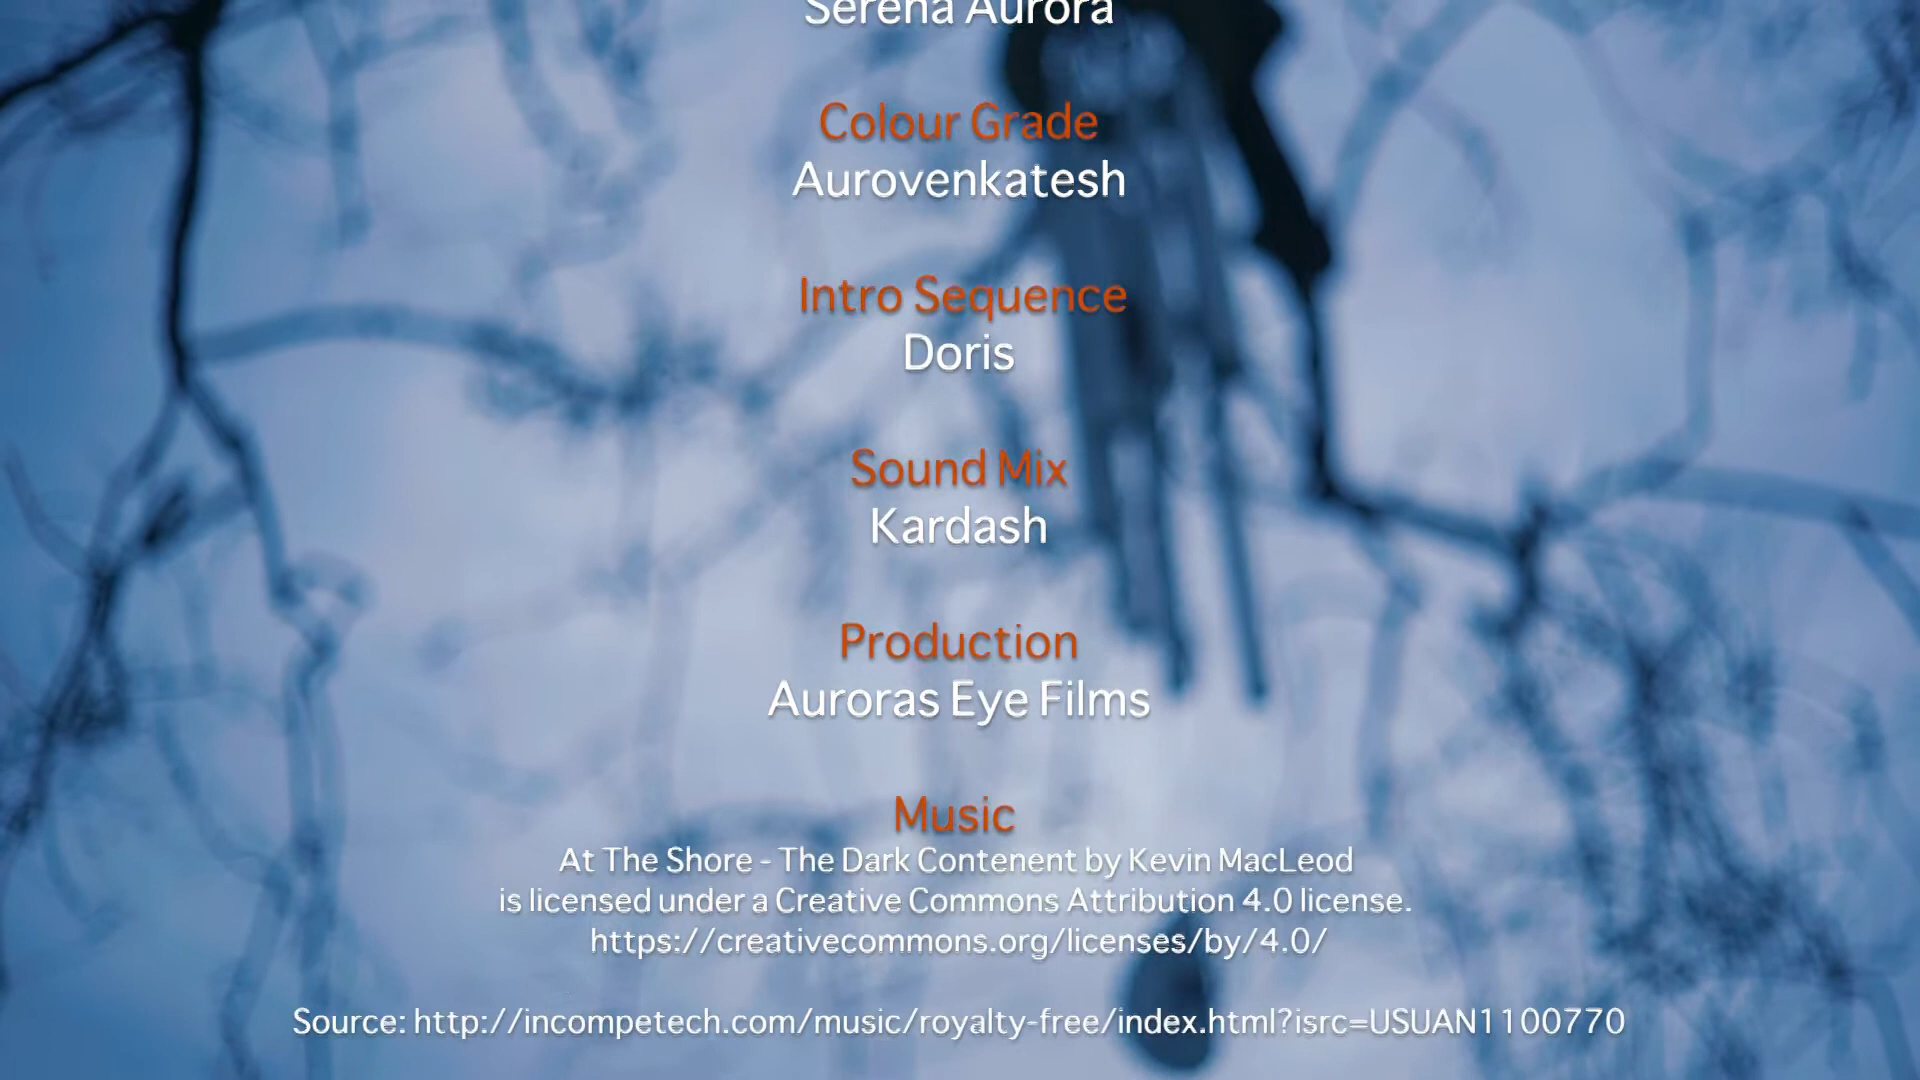 Serena Aurora
Colour Grade
Aurovenkatesh
Intro Sequence
Doris
Sound Mix
Kardash
Production
Auroras Eye Films
Music
At The Shore - The Dark Contenent by Kevin MacLeod
is licensed under a Creative Commons Attribution 4.0 license.
https://creativecommons.org/licenses/by/4.0/
Source: http://incompetech.com/music/royalty-free/index.html?isrc=USUAN1100770